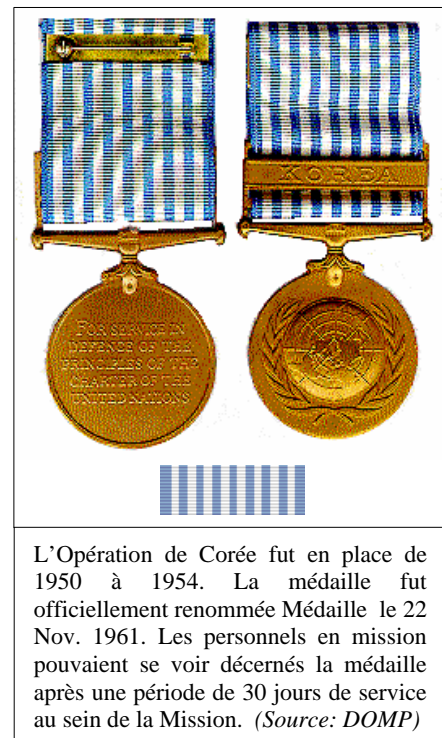 KOREA
FOR SERVICE IN
DEFENCE OF THE
PRINCIPLES OF THE
CHARTER OF THE
UNITED NATIONS
L'Opération de Corée fut en place de
1950 à 1954. La médaille fut
officiellement renommée Médaille le 22
Nov. 1961. Les personnels en mission
pouvaient se voir décernés la médaille
après une période de 30 jours de service
au sein de la Mission. (Source: DOMP)